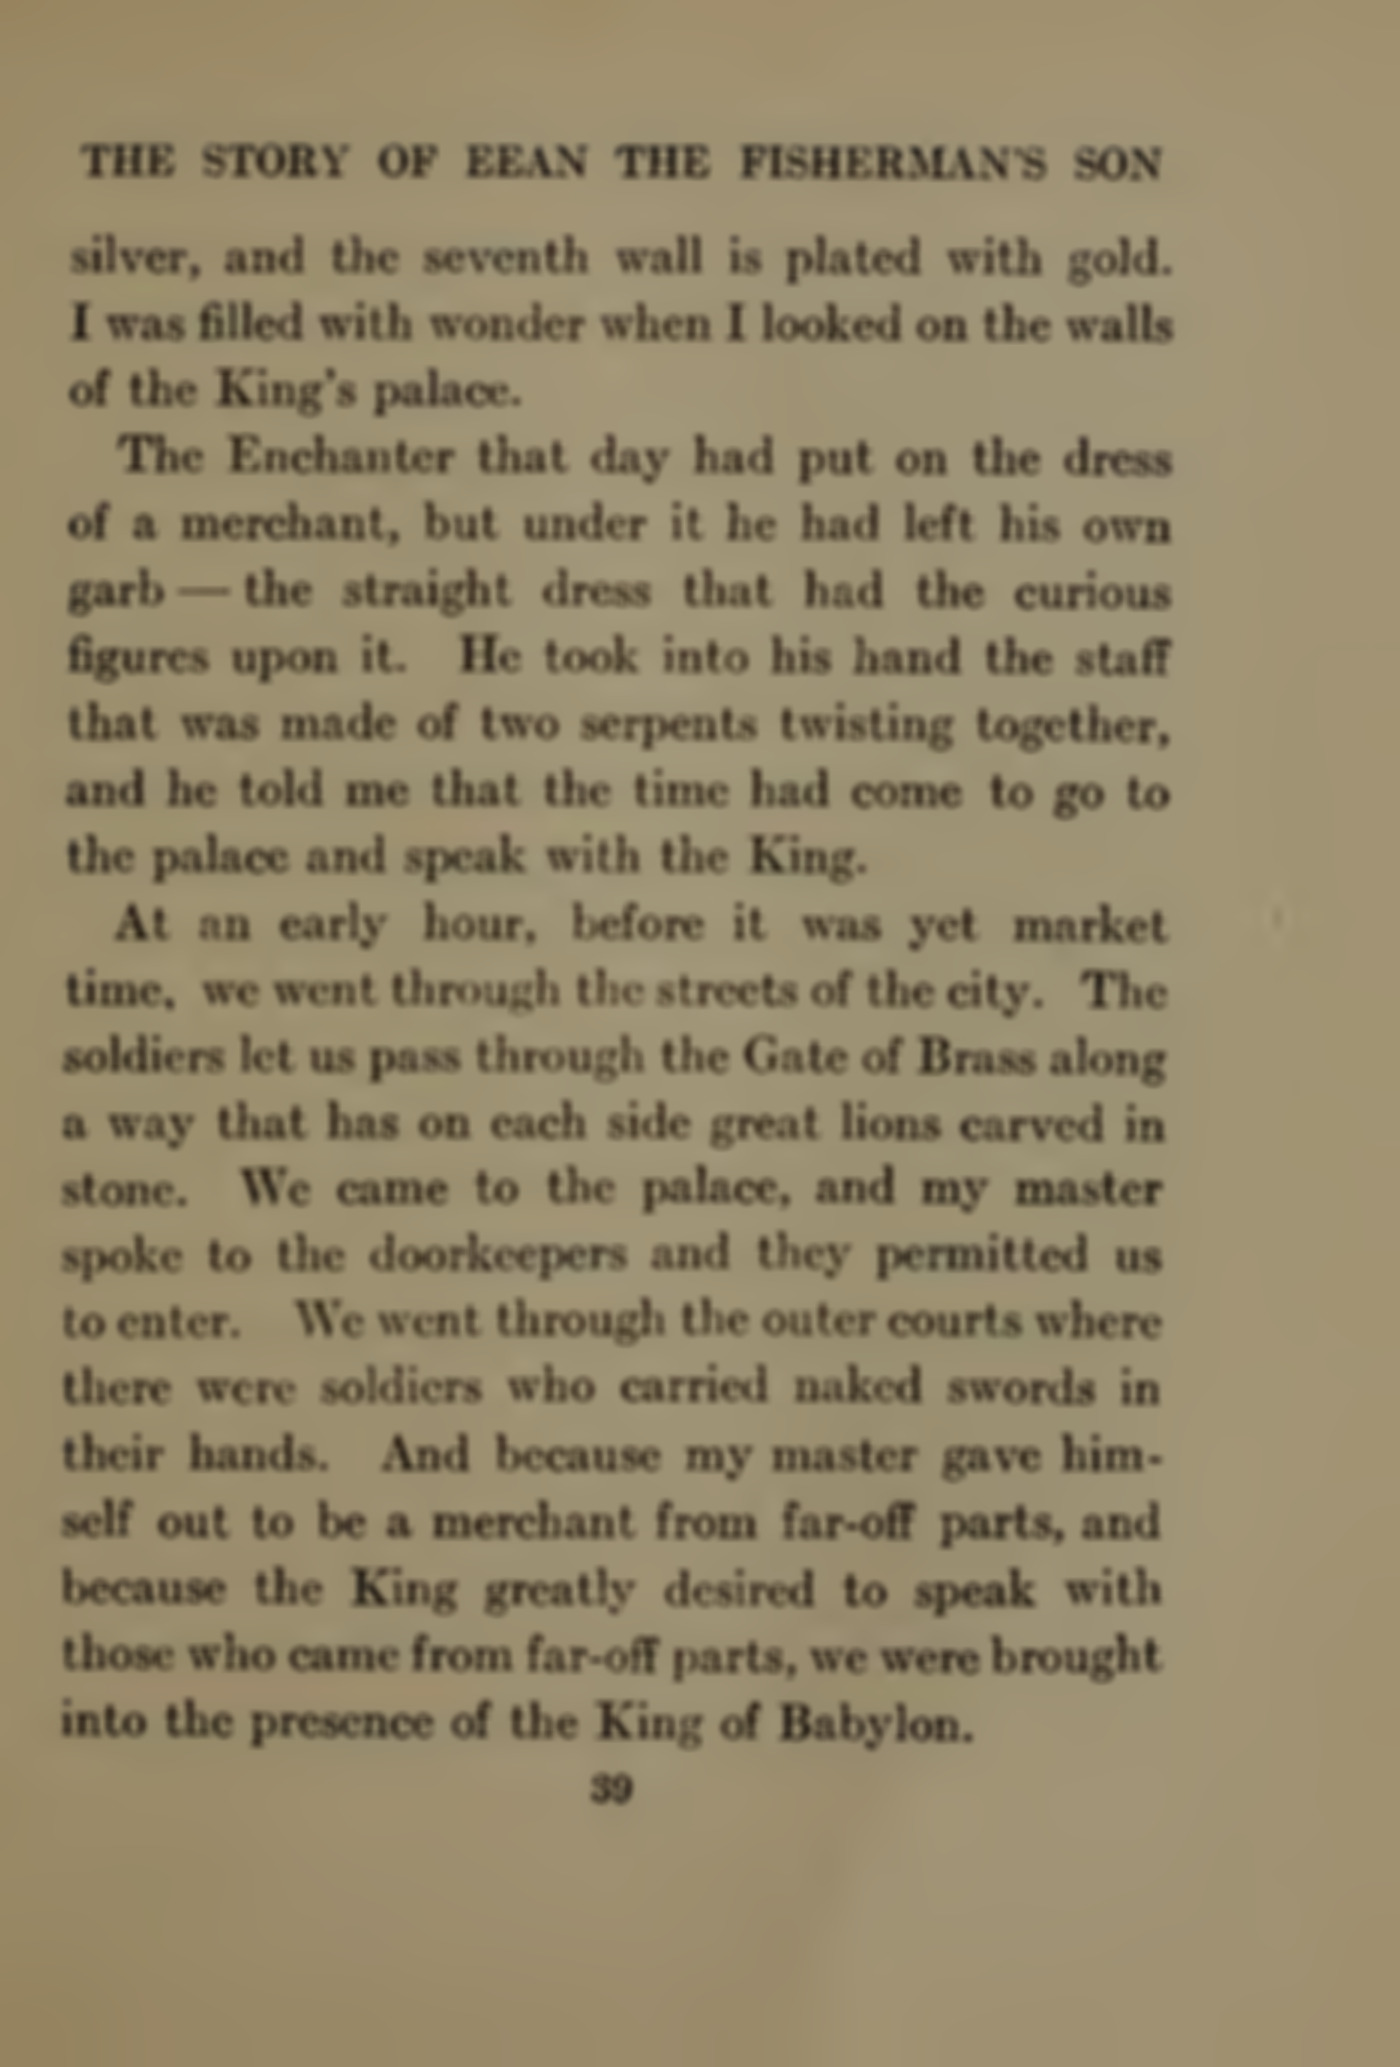 THE STORY OF EEAN THE FISHERMAN'S SON
silver, and the seventh wall is plated with gold.
I was filled with wonder when I looked on the walls
of the King's palace.
The Enchanter that day had put on the dress
of a merchant, but under it he had left his own
garb — the straight dress that had the curious
figures upon it. He took into his hand the staff
that was made of two serpents twisting together,
and he told me that the time had come to go to
the palace and speak with the King.
At an early hour, before it was yet market
time, we went through the streets of the city. The
soldiers let us pass through the Gate of Brass along
a way that has on each side great lions carved in
stone. We came to the palace, and my master
spoke to the doorkeepers and they permitted us
to enter. We went through the outer courts where
there were soldiers who carried naked swords in
their hands. And because my master gave him-
self out to be a merchant from far-off parts, and
because the King greatly desired to speak with
those who came from far-off parts, we were brought
into the presence of the King of Babylon.
39